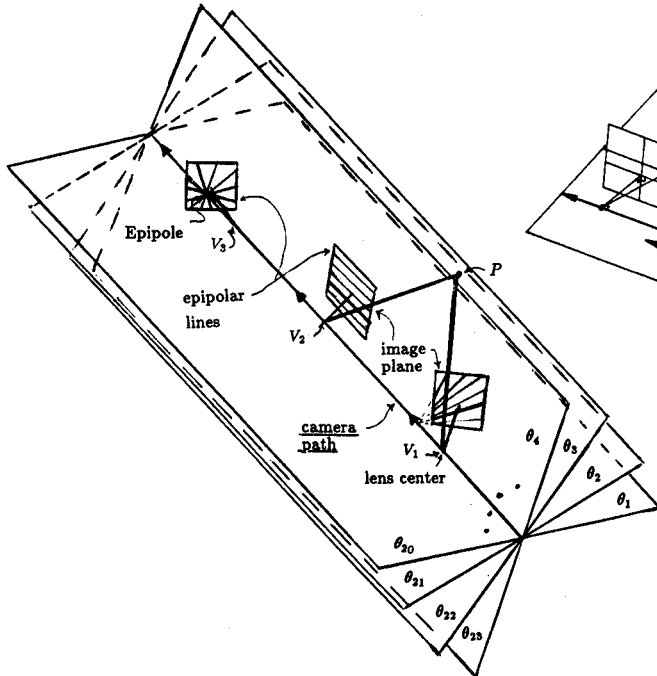 Epipole
V3
P
epipolar
lines
V2
image
plane
camera
path
V1
lens center
θ4
θ3
θ2
θ1
θ20
θ21
θ22
θ23